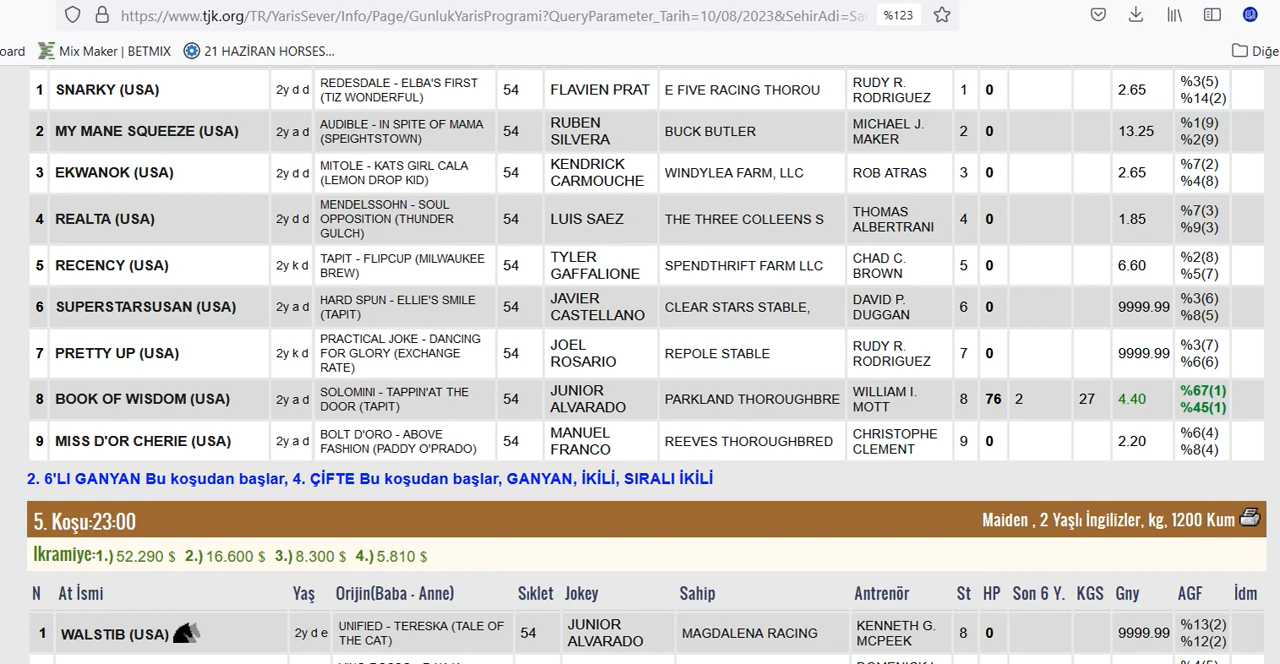 https://www.tjk.org/TR/YarisSever/Info/Page/GunlukYarisProgrami?QueryParameter_Tarih=10/08/2023&SehirAdi=Sa %123
oard Mix Maker | BETMIX 21 HAZİRAN HORSES... Diğe
1 SNARKY (USA) 2y d d REDESDALE - ELBA'S FIRST (TIZ WONDERFUL) 54 FLAVIEN PRAT E FIVE RACING THOROU RUDY R. RODRIGUEZ 1 0 2.65 %3(5) %14(2)
2 MY MANE SQUEEZE (USA) 2y a d AUDIBLE - IN SPITE OF MAMA (SPEIGHTSTOWN) 54 RUBEN SILVERA BUCK BUTLER MICHAEL J. MAKER 2 0 13.25 %1(9) %2(9)
3 EKWANOK (USA) 2y d d MITOLE - KATS GIRL CALA (LEMON DROP KID) 54 KENDRICK CARMOUCHE WINDYLEA FARM, LLC ROB ATRAS 3 0 2.65 %7(2) %4(8)
4 REALTA (USA) 2y d d MENDELSSOHN - SOUL OPPOSITION (THUNDER GULCH) 54 LUIS SAEZ THE THREE COLLEENS S THOMAS ALBERTRANI 4 0 1.85 %7(3) %9(3)
5 RECENCY (USA) 2y k d TAPIT - FLIPCUP (MILWAUKEE BREW) 54 TYLER GAFFALIONE SPENDTHRIFT FARM LLC CHAD C. BROWN 5 0 6.60 %2(8) %5(7)
6 SUPERSTARSUSAN (USA) 2y a d HARD SPUN - ELLIE'S SMILE (TAPIT) 54 JAVIER CASTELLANO CLEAR STARS STABLE, DAVID P. DUGGAN 6 0 9999.99 %3(6) %8(5)
7 PRETTY UP (USA) 2y k d PRACTICAL JOKE - DANCING FOR GLORY (EXCHANGE RATE) 54 JOEL ROSARIO REPOLE STABLE RUDY R. RODRIGUEZ 7 0 9999.99 %3(7) %6(6)
8 BOOK OF WISDOM (USA) 2y a d SOLOMINI - TAPPIN'AT THE DOOR (TAPIT) 54 JUNIOR ALVARADO PARKLAND THOROUGHBRE WILLIAM I. MOTT 8 76 2 27 4.40 %67(1) %45(1)
9 MISS D'OR CHERIE (USA) 2y a d BOLT D'ORO - ABOVE FASHION (PADDY O'PRADO) 54 MANUEL FRANCO REEVES THOROUGHBRED CHRISTOPHE CLEMENT 9 0 2.20 %6(4) %8(4)
2. 6'LI GANYAN Bu koşudan başlar, 4. ÇİFTE Bu koşudan başlar, GANYAN, İKİLİ, SIRALI İKİLİ
5. Koşu:23:00 Maiden , 2 Yaşlı İngilizler, kg, 1200 Kum
İkramiye:1.) 52.290 $ 2.) 16.600 $ 3.) 8.300 $ 4.) 5.810 $
N At İsmi Yaş Orijin(Baba - Anne) Sıklet Jokey Sahip Antrenör St HP Son 6 Y. KGS Gny AGF İdm
1 WALSTIB (USA) 2y d e UNIFIED - TERESKA (TALE OF THE CAT) 54 JUNIOR ALVARADO MAGDALENA RACING KENNETH G. MCPEEK 8 0 9999.99 %13(2) %12(2)